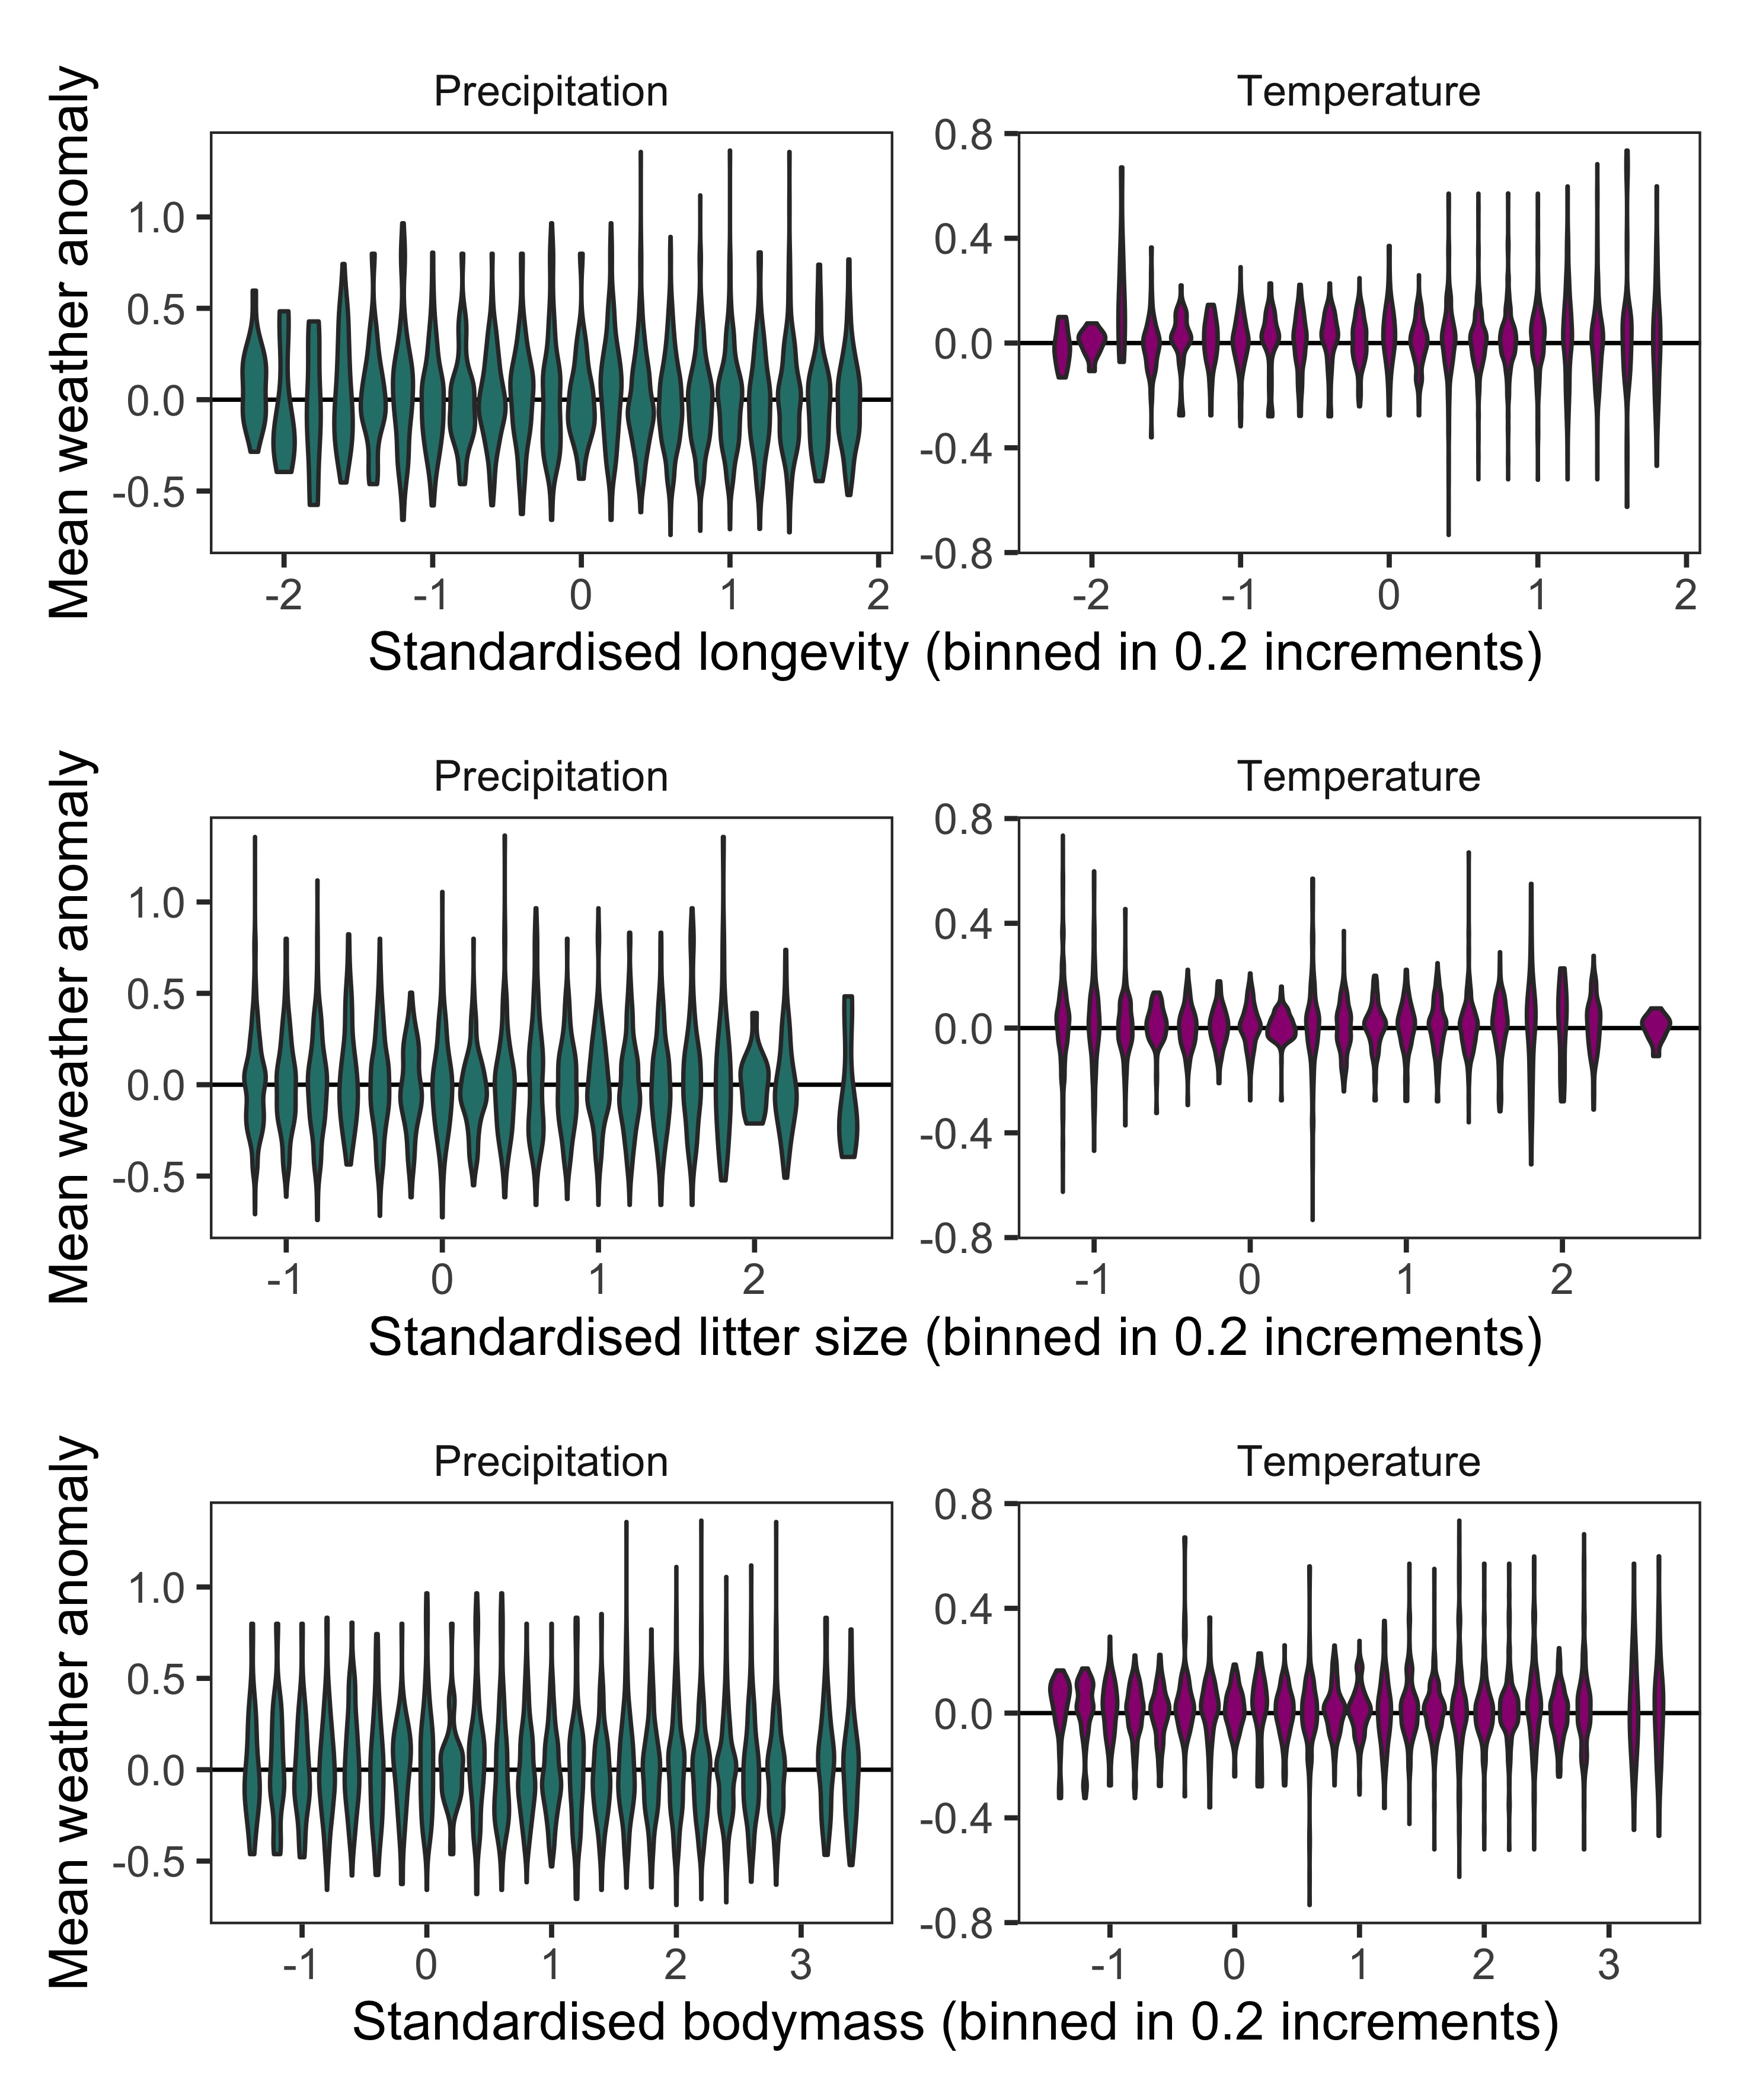 Precipitation Temperature
Mean weather anomaly
1.0
0.5
0.0
-0.5
0.8
0.4
0.0
-0.4
-0.8
-2 -1 0 1 2
-2 -1 0 1 2
Standardised longevity (binned in 0.2 increments)
Precipitation Temperature
Mean weather anomaly
1.0
0.5
0.0
-0.5
0.8
0.4
0.0
-0.4
-0.8
-1 0 1 2
-1 0 1 2
Standardised litter size (binned in 0.2 increments)
Precipitation Temperature
Mean weather anomaly
1.0
0.5
0.0
-0.5
0.8
0.4
0.0
-0.4
-0.8
-1 0 1 2 3
-1 0 1 2 3
Standardised bodymass (binned in 0.2 increments)